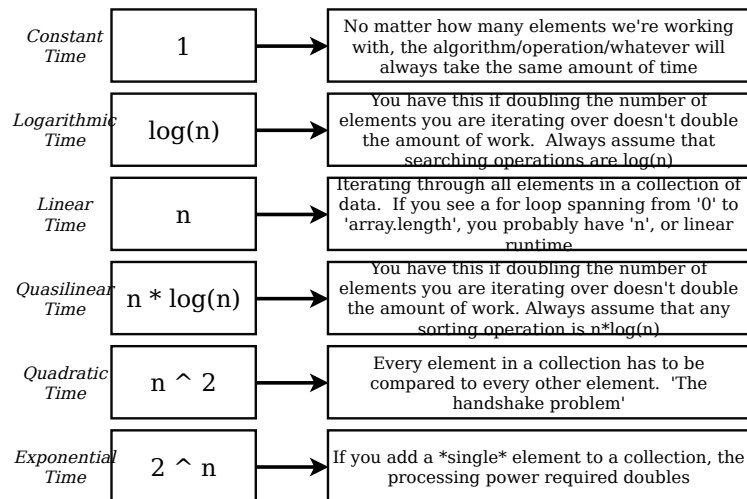 Constant
Time
1
No matter how many elements we're working
with, the algorithm/operation/whatever will
always take the same amount of time
Logarithmic
Time
log(n)
You have this if doubling the number of
elements you are iterating over doesn't double
the amount of work.  Always assume that
searching operations are log(n)
Linear
Time
n
Iterating through all elements in a collection of
data.  If you see a for loop spanning from '0' to
'array.length', you probably have 'n', or linear
runtime
Quasilinear
Time
n * log(n)
You have this if doubling the number of
elements you are iterating over doesn't double
the amount of work. Always assume that any
sorting operation is n*log(n)
Quadratic
Time
n ^ 2
Every element in a collection has to be
compared to every other element.  'The
handshake problem'
Exponential
Time
2 ^ n
If you add a *single* element to a collection, the
processing power required doubles